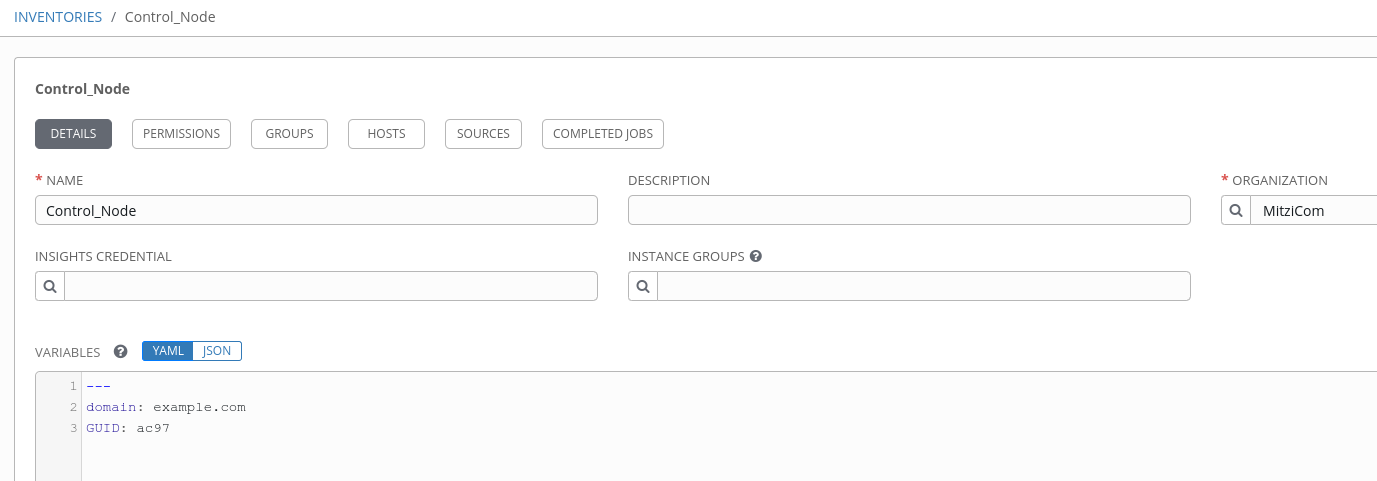 INVENTORIES / Control_Node
Control_Node
DETAILS PERMISSIONS GROUPS HOSTS SOURCES COMPLETED JOBS
* NAME DESCRIPTION * ORGANIZATION
Control_Node MitziCom
INSIGHTS CREDENTIAL INSTANCE GROUPS ?
VARIABLES ? YAML JSON
1 ---
2 domain: example.com
3 GUID: ac97